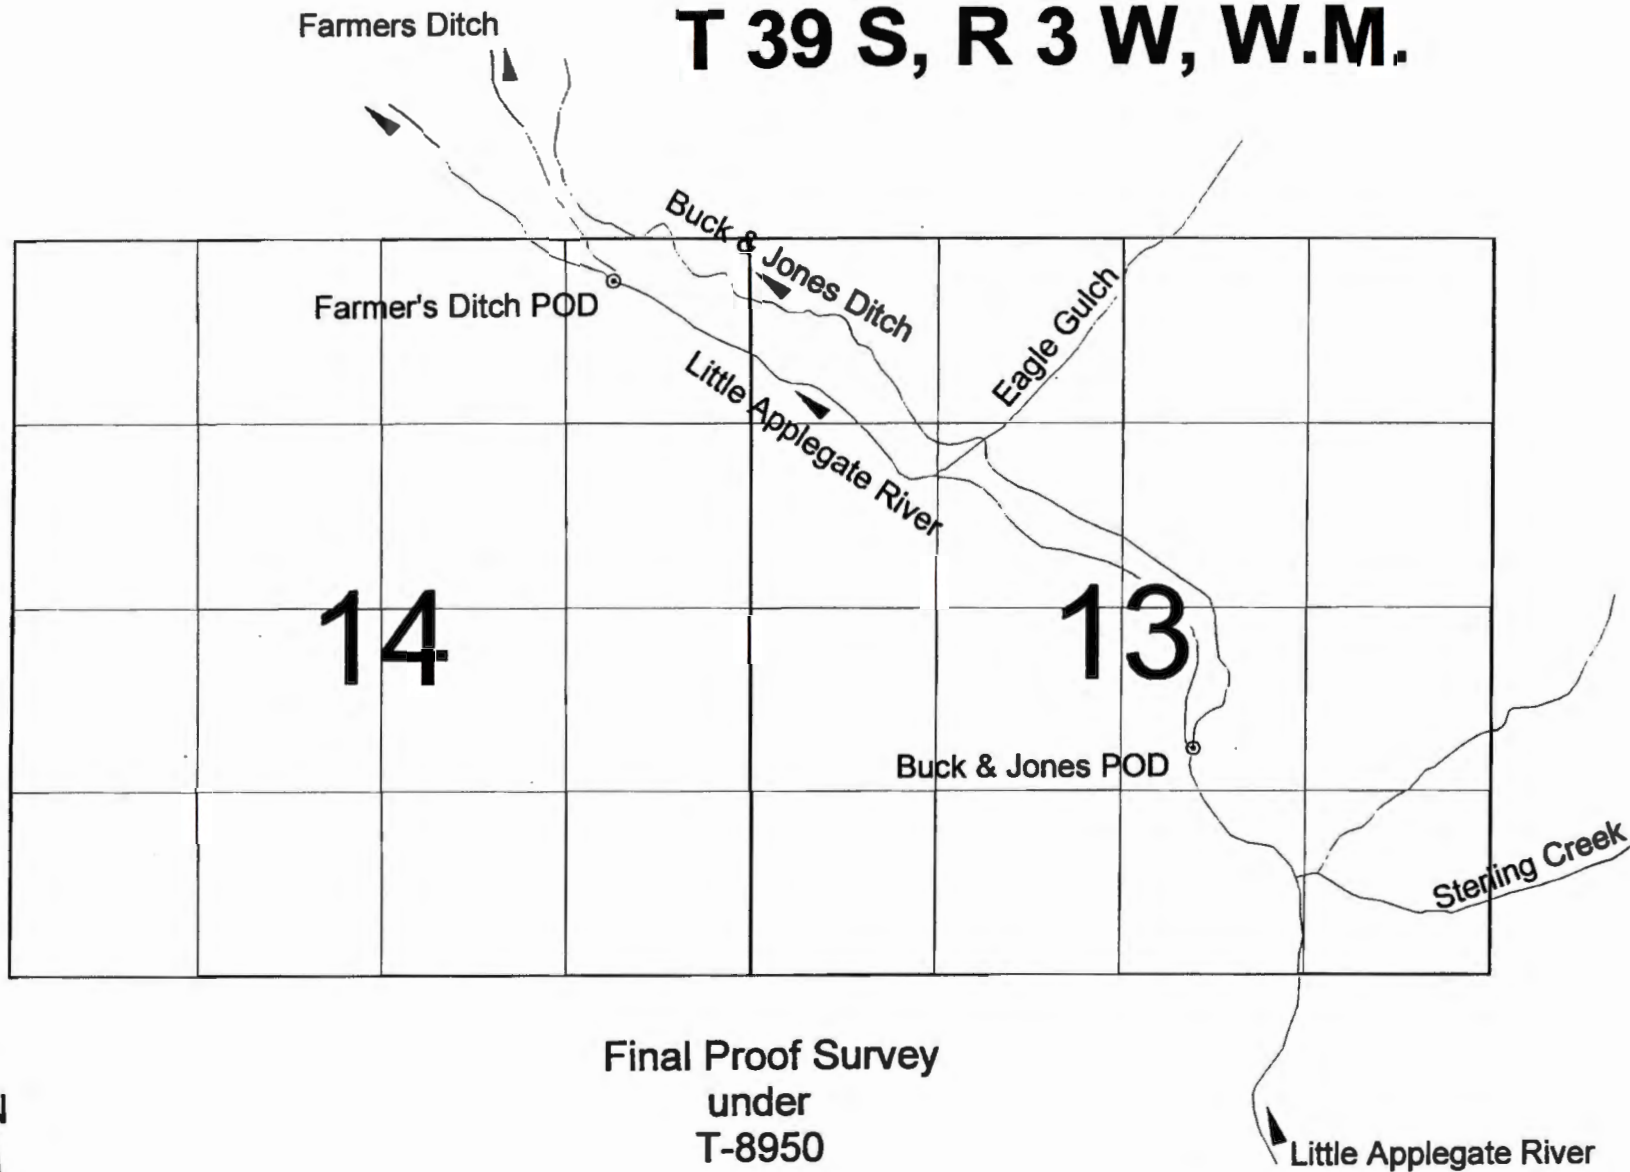 Farmers Ditch
T 39 S, R 3 W, W.M.
Buck & Jones Ditch
Farmer's Ditch POD
Eagle Gulch
Little Applegate River
14
13
Buck & Jones POD
Sterling Creek
Final Proof Survey
under
T-8950
Little Applegate River